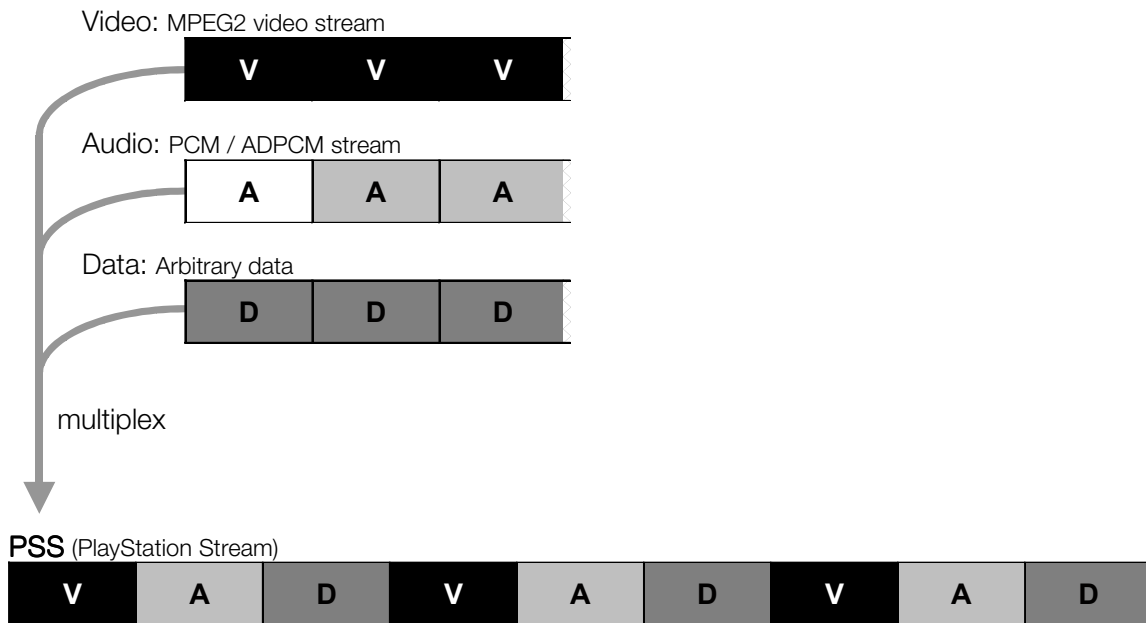 Video: MPEG2 video stream
V V V
Audio: PCM / ADPCM stream
A A A
Data: Arbitrary data
D D D
multiplex
PSS (PlayStation Stream)
V A D V A D V A D